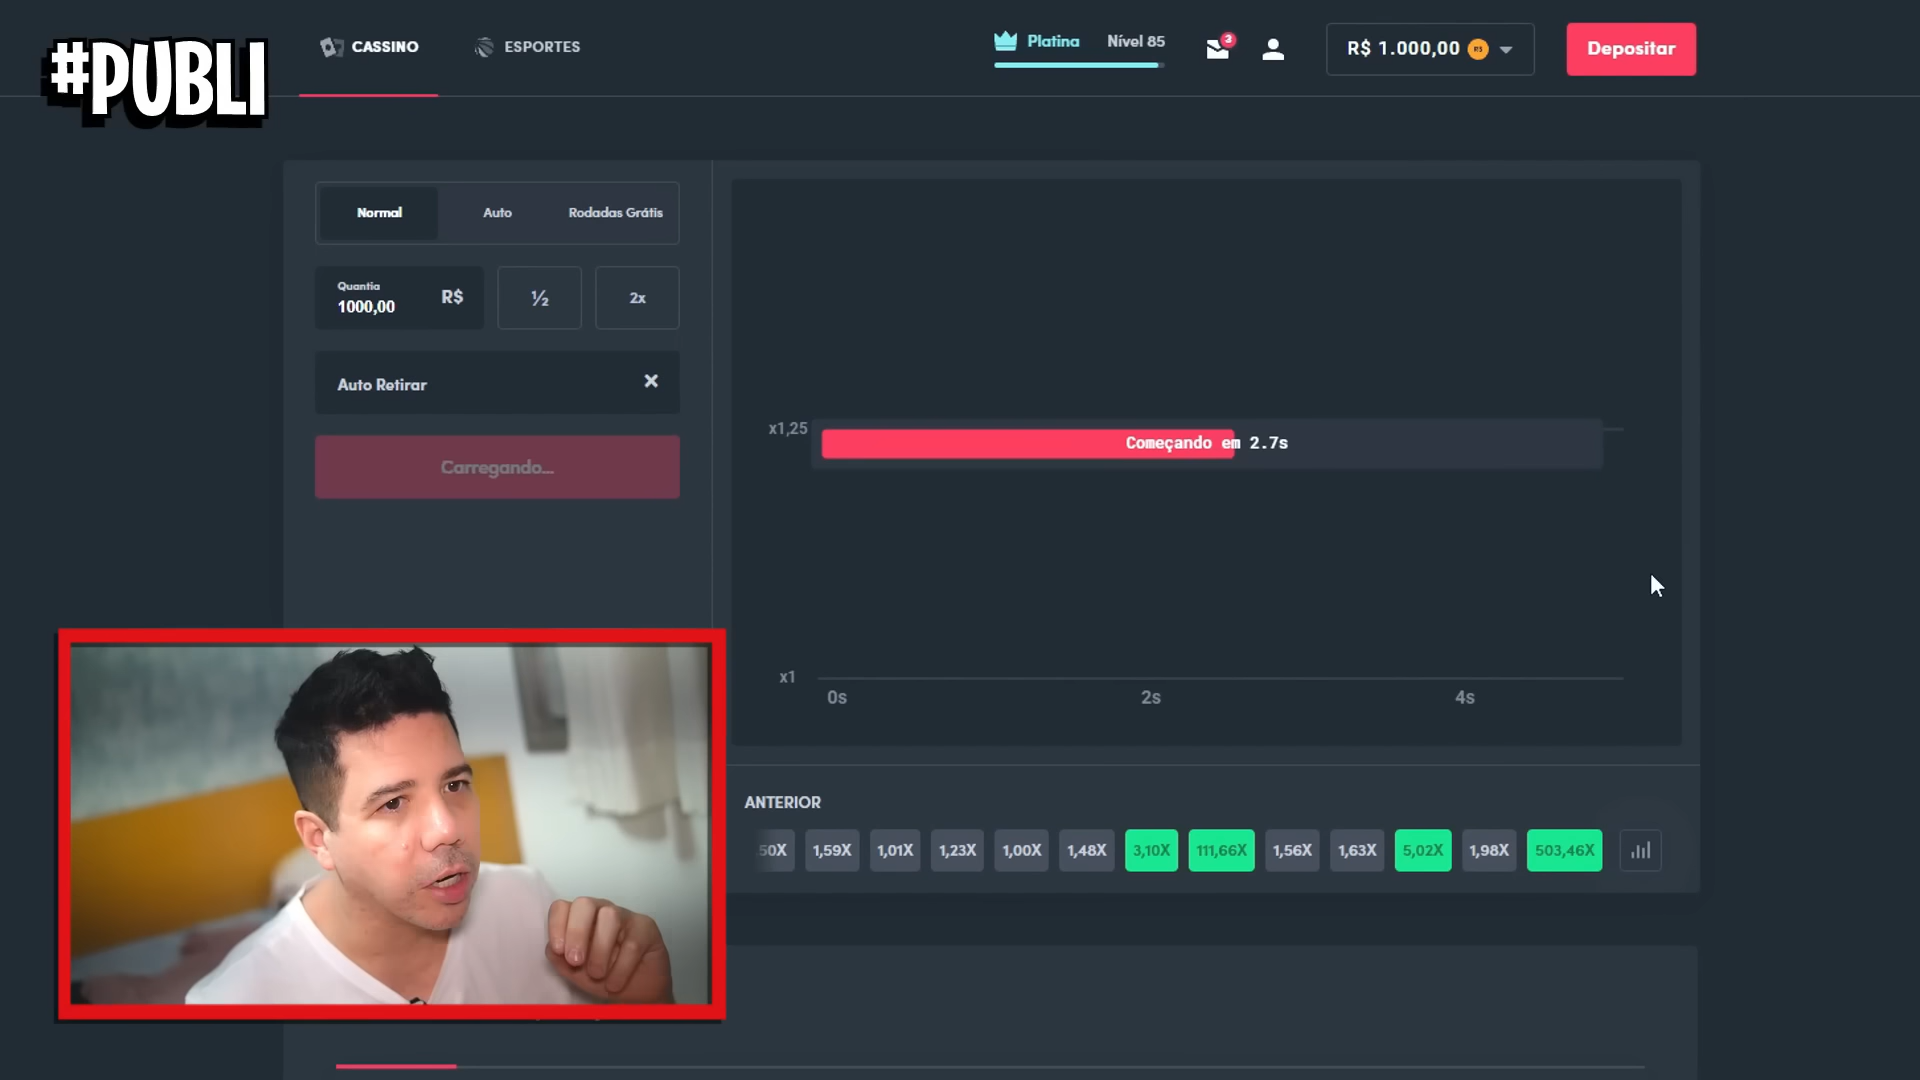 #PUBLI
CASSINO
ESPORTES
Platina
Nível 85
3
R$ 1.000,00
R$
Depositar
Normal
Auto
Rodadas Grátis
Quantia
1000,00
R$
½
2x
Auto Retirar
Carregando...
x1,25
Começando em 2.7s
x1
0s
2s
4s
ANTERIOR
50X
1,59X
1,01X
1,23X
1,00X
1,48X
3,10X
111,66X
1,56X
1,63X
5,02X
1,98X
503,46X